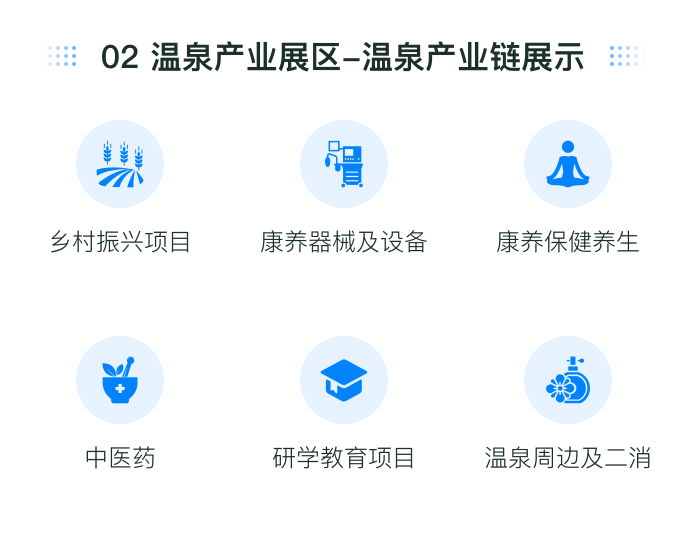 02 温泉产业展区-温泉产业链展示
乡村振兴项目
康养器械及设备
康养保健养生
中医药
研学教育项目
温泉周边及二消